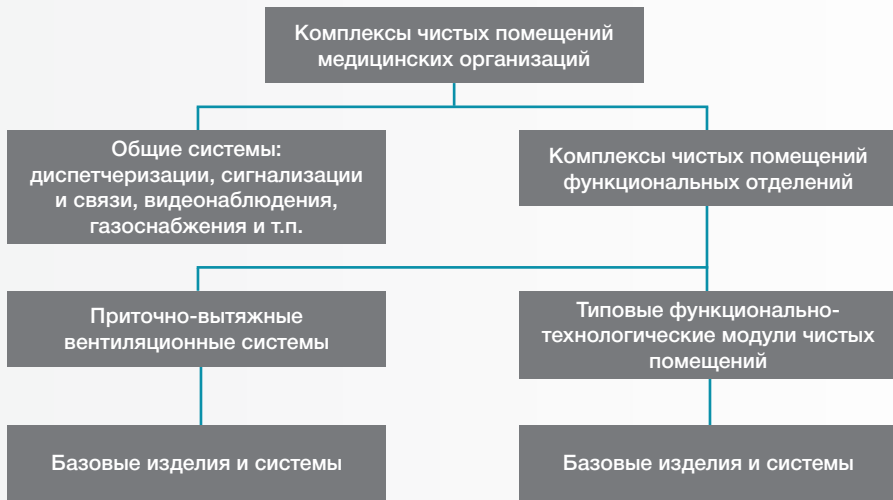 Комплексы чистых помещений
медицинских организаций
Общие системы:
диспетчеризации, сигнализации
и связи, видеонаблюдения,
газоснабжения и т.п.
Комплексы чистых помещений
функциональных отделений
Приточно-вытяжные
вентиляционные системы
Типовые функционально-
технологические модули чистых
помещений
Базовые изделия и системы
Базовые изделия и системы